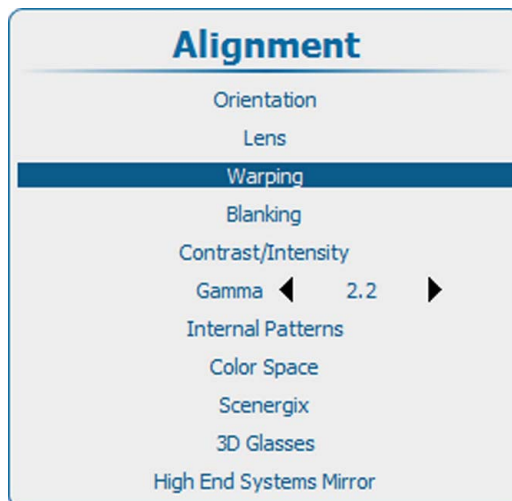 Alignment
Orientation
Lens
Warping
Blanking
Contrast/Intensity
Gamma 2.2
Internal Patterns
Color Space
Scenergix
3D Glasses
High End Systems Mirror